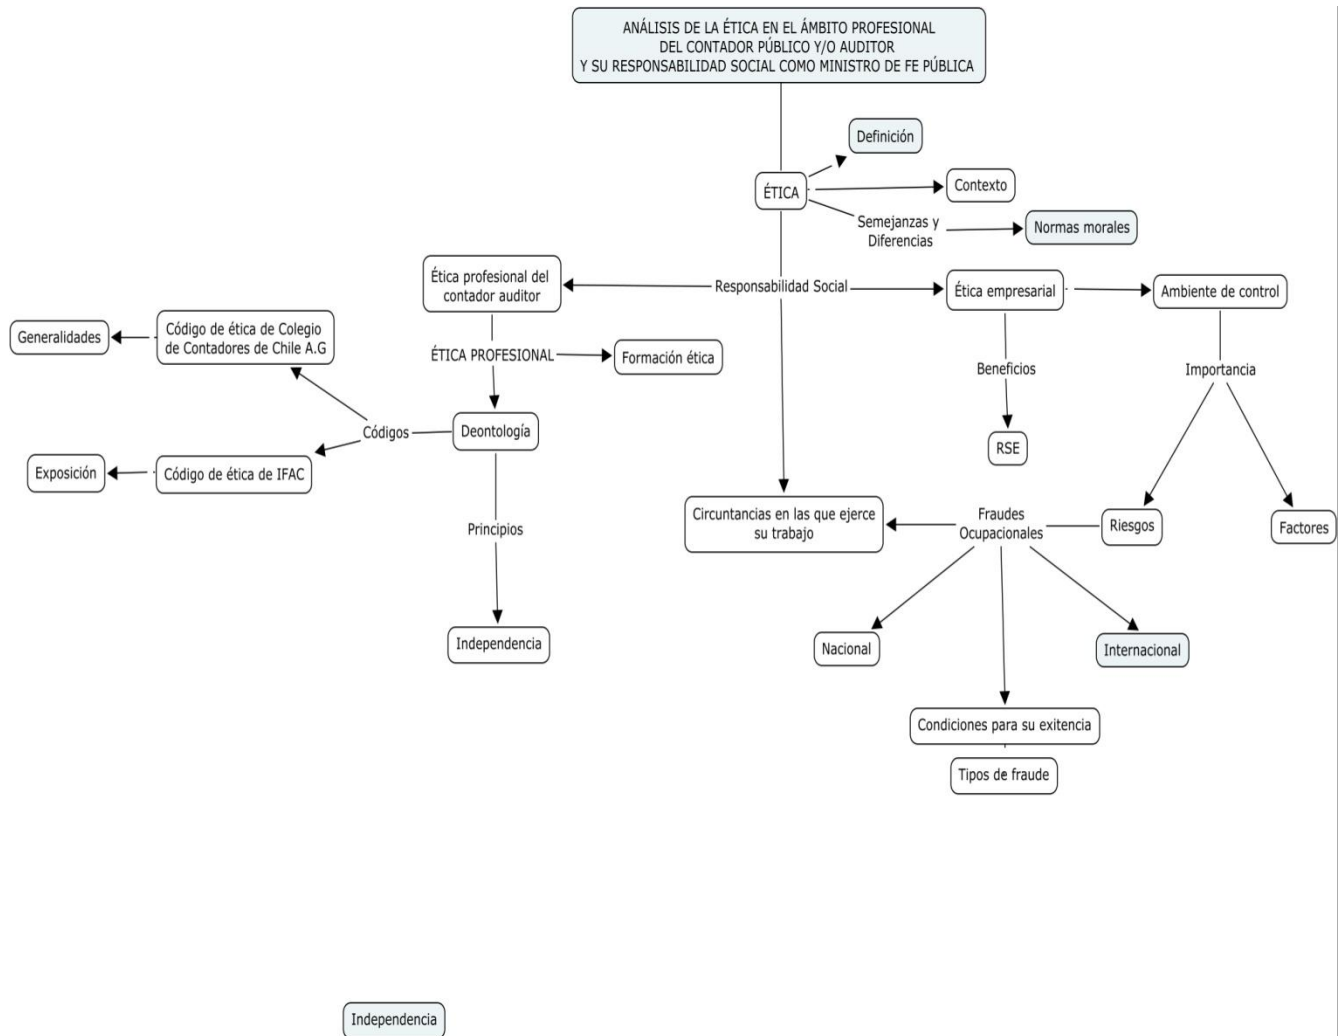 ANÁLISIS DE LA ÉTICA EN EL ÁMBITO PROFESIONAL
DEL CONTADOR PÚBLICO Y/O AUDITOR
Y SU RESPONSABILIDAD SOCIAL COMO MINISTRO DE FE PÚBLICA
Definición
ÉTICA
Contexto
Semejanzas y
Diferencias
Normas morales
Ética profesional del
contador auditor
Responsabilidad Social
Ética empresarial
Ambiente de control
Generalidades
Código de ética de Colegio
de Contadores de Chile A.G
ÉTICA PROFESIONAL
Formación ética
Beneficios
Importancia
Códigos
Deontología
RSE
Exposición
Código de ética de IFAC
Principios
Circuntancias en las que ejerce
su trabajo
Fraudes
Ocupacionales
Riesgos
Factores
Independencia
Nacional
Internacional
Condiciones para su exitencia
Tipos de fraude
Independencia